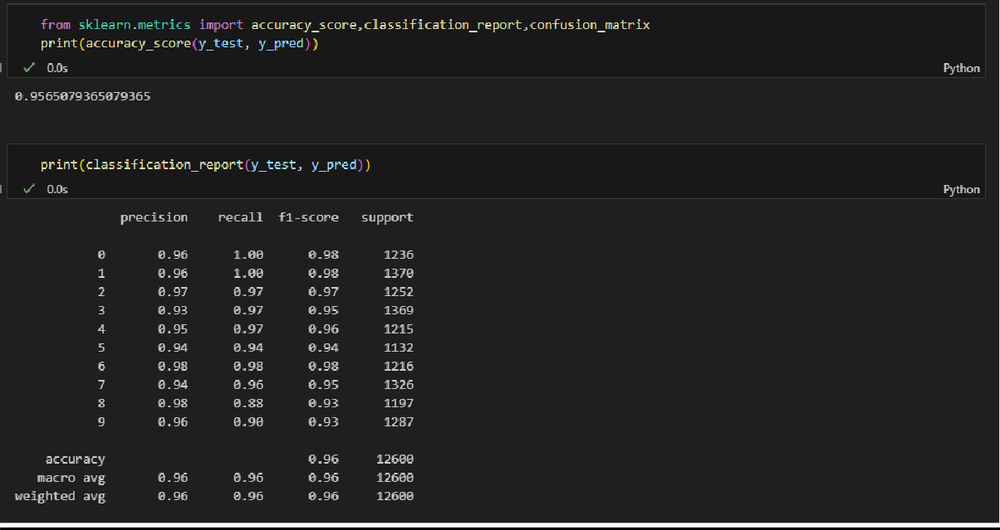 from sklearn.metrics import accuracy_score,classification_report,confusion_matrix
print(accuracy_score(y_test, y_pred))
0.0s
Python
0.9565079365079365
print(classification_report(y_test, y_pred))
0.0s
Python
precision recall f1-score support
0 0.96 1.00 0.98 1236
1 0.96 1.00 0.98 1370
2 0.97 0.97 0.97 1252
3 0.93 0.97 0.95 1369
4 0.95 0.97 0.96 1215
5 0.94 0.94 0.94 1132
6 0.98 0.98 0.98 1216
7 0.94 0.96 0.95 1326
8 0.98 0.88 0.93 1197
9 0.96 0.90 0.93 1287
accuracy 0.96 12600
macro avg 0.96 0.96 0.96 12600
weighted avg 0.96 0.96 0.96 12600